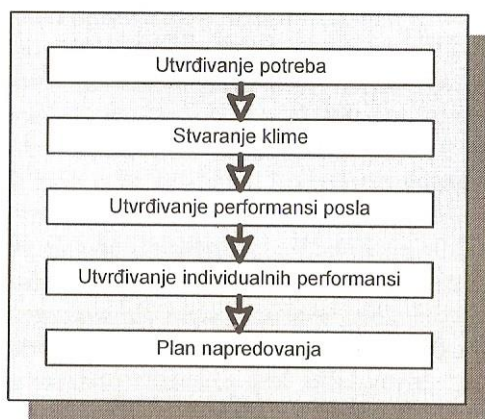 Utvrđivanje potreba
Stvaranje klime
Utvrđivanje performansi posla
Utvrđivanje individualnih performansi
Plan napredovanja